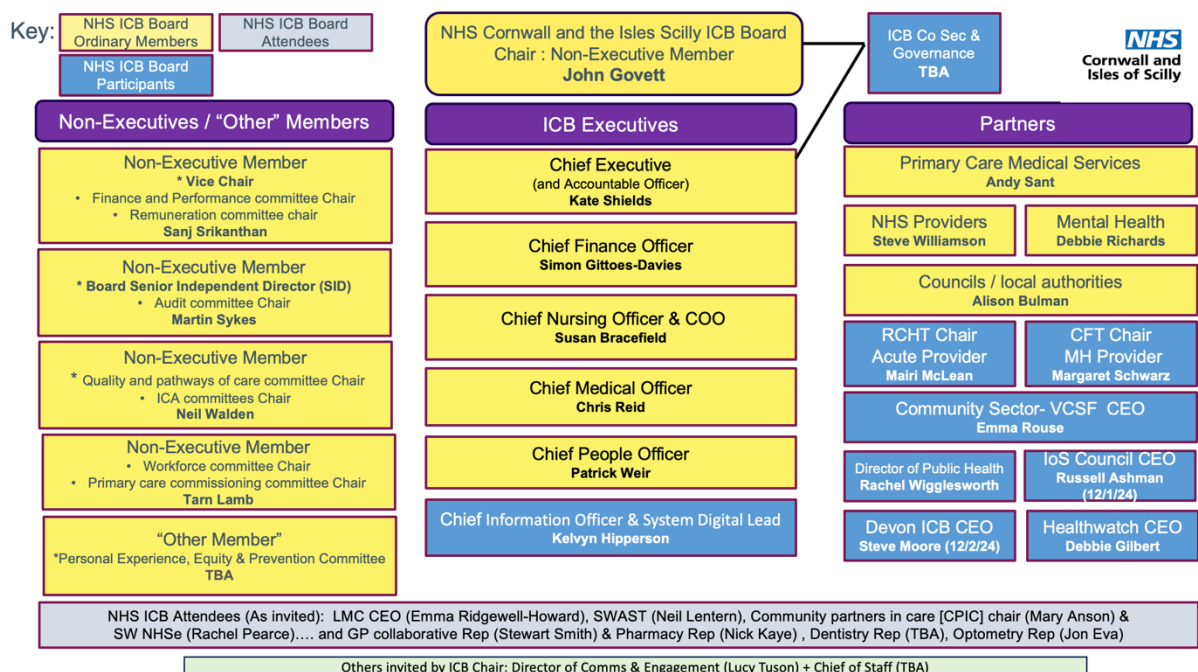 Key:
NHS ICB Board
Ordinary Members
NHS ICB Board
Attendees
NHS ICB Board
Participants
NHS Cornwall and the Isles Scilly ICB Board
Chair : Non-Executive Member
John Govett
ICB Co Sec &
Governance
TBA
NHS
Cornwall and
Isles of Scilly
Non-Executives / “Other” Members
Non-Executive Member
* Vice Chair
• Finance and Performance committee Chair
• Remuneration committee chair
Sanj Srikanthan
Non-Executive Member
* Board Senior Independent Director (SID)
• Audit committee Chair
Martin Sykes
Non-Executive Member
* Quality and pathways of care committee Chair
• ICA committees Chair
Neil Walden
Non-Executive Member
• Workforce committee Chair
• Primary care commissioning committee Chair
Tarn Lamb
“Other Member”
*Personal Experience, Equity & Prevention Committee
TBA
ICB Executives
Chief Executive
(and Accountable Officer)
Kate Shields
Chief Finance Officer
Simon Gittoes-Davies
Chief Nursing Officer & COO
Susan Bracefield
Chief Medical Officer
Chris Reid
Chief People Officer
Patrick Weir
Chief Information Officer & System Digital Lead
Kelvyn Hipperson
Partners
Primary Care Medical Services
Andy Sant
NHS Providers
Steve Williamson
Mental Health
Debbie Richards
Councils / local authorities
Alison Bulman
RCHT Chair
Acute Provider
Mairi McLean
CFT Chair
MH Provider
Margaret Schwarz
Community Sector- VCSF CEO
Emma Rouse
Director of Public Health
Rachel Wigglesworth
IoS Council CEO
Russell Ashman
(12/1/24)
Devon ICB CEO
Steve Moore (12/2/24)
Healthwatch CEO
Debbie Gilbert
NHS ICB Attendees (As invited): LMC CEO (Emma Ridgewell-Howard), SWAST (Neil Lentern), Community partners in care [CPIC] chair (Mary Anson) &
SW NHSe (Rachel Pearce)…. and GP collaborative Rep (Stewart Smith) & Pharmacy Rep (Nick Kaye) , Dentistry Rep (TBA), Optometry Rep (Jon Eva)
Others invited by ICB Chair: Director of Comms & Engagement (Lucy Tuson) + Chief of Staff (TBA)